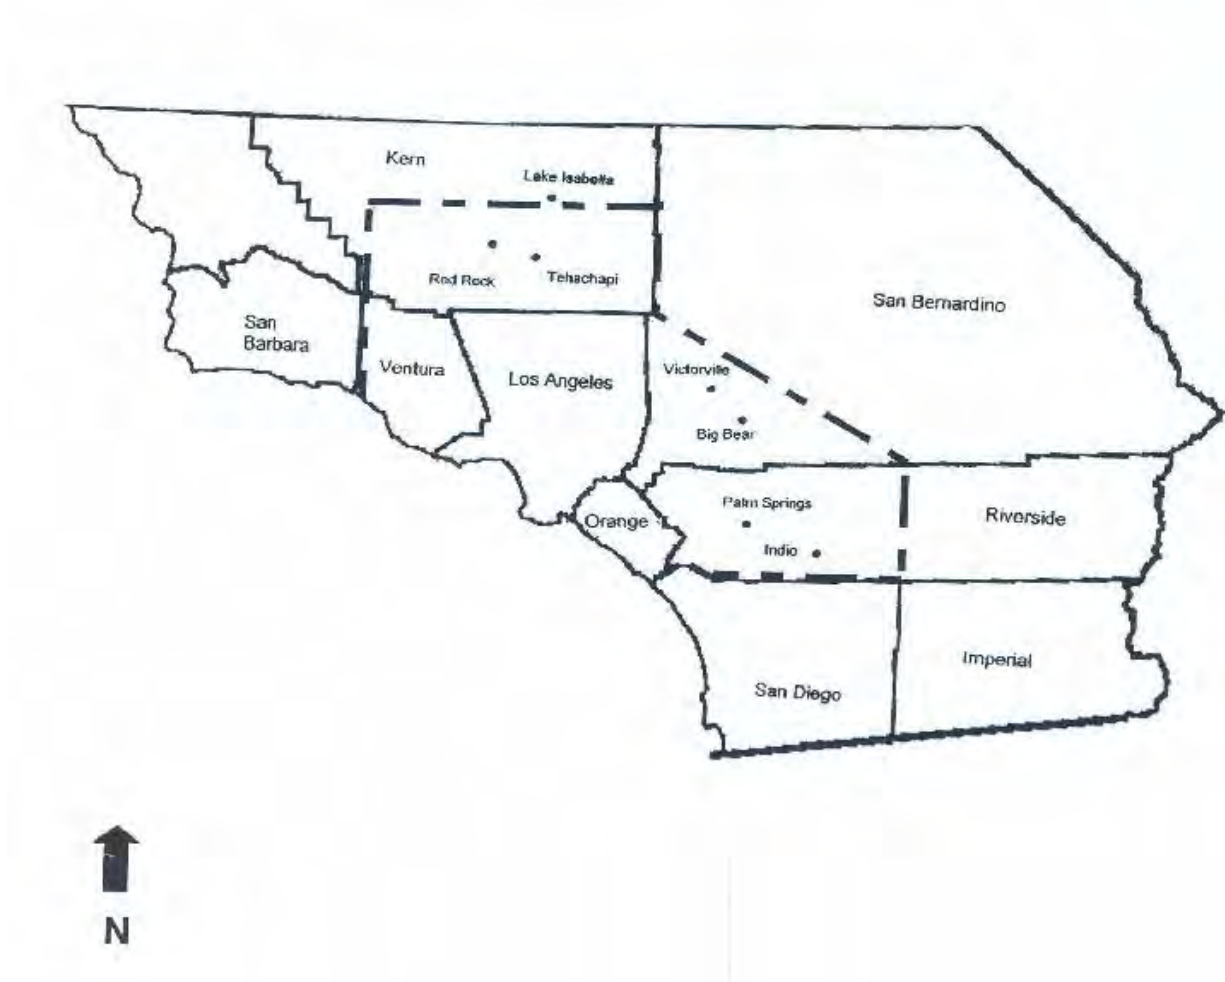 Kern
Lake Isabella
Red Rock
Tehachapi
San Bernardino
San
Barbara
Ventura
Los Angeles
Victorville
Big Bear
Palm Springs
Orange
Riverside
Indio
Imperial
San Diego
N